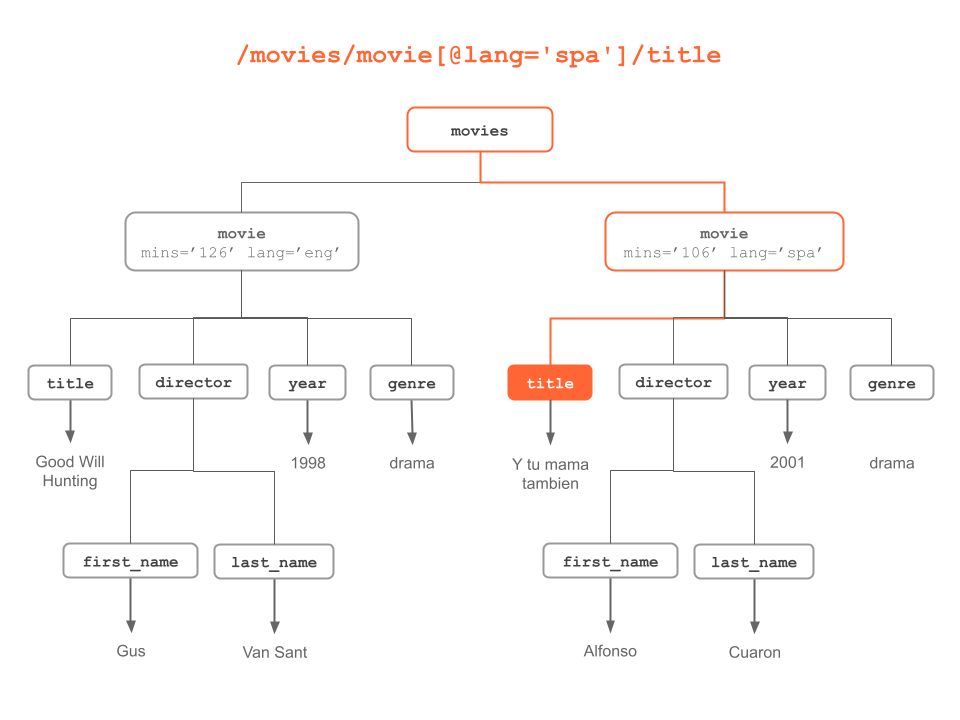 /movies/movie[@lang='spa']/title
movies
movie
mins=’126’ lang=’eng’
movie
mins=’106’ lang=’spa’
title
director
year
genre
title
director
year
genre
Good Will
Hunting
1998
drama
Y tu mama
tambien
2001
drama
first_name
last_name
first_name
last_name
Gus
Van Sant
Alfonso
Cuaron